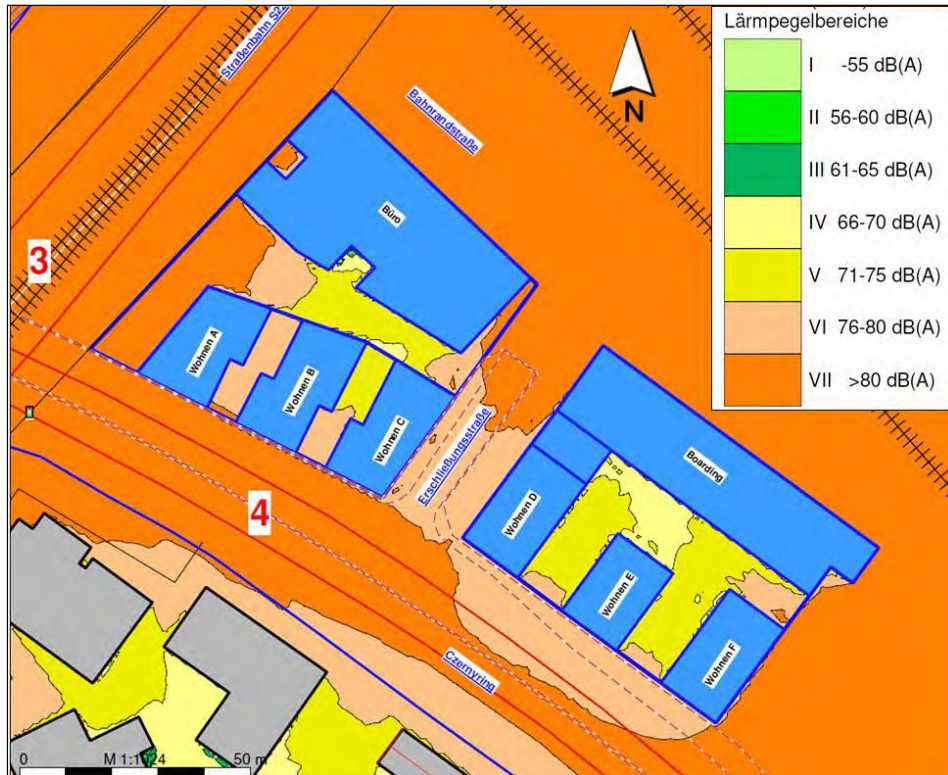 Lärmpegelbereiche
I -55 dB(A)
II 56-60 dB(A)
III 61-65 dB(A)
IV 66-70 dB(A)
V 71-75 dB(A)
VI 76-80 dB(A)
VII >80 dB(A)
N
Bahnrandstraße
Büro
3
Wohnen A
Wohnen B
Wohnen C
Erschließungsstraße
Boarding
Wohnen D
Wohnen E
Wohnen F
4
Czernyring
0 M 1:1024 50 m